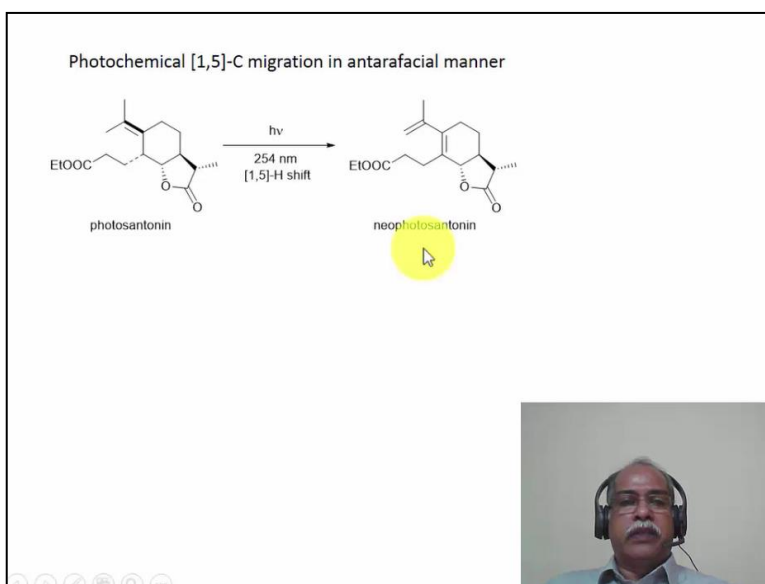 Photochemical [1,5]-C migration in antarafacial manner
EtOOC
O
O
photosantonin
hν
254 nm
[1,5]-H shift
EtOOC
O
O
neophotosantonin